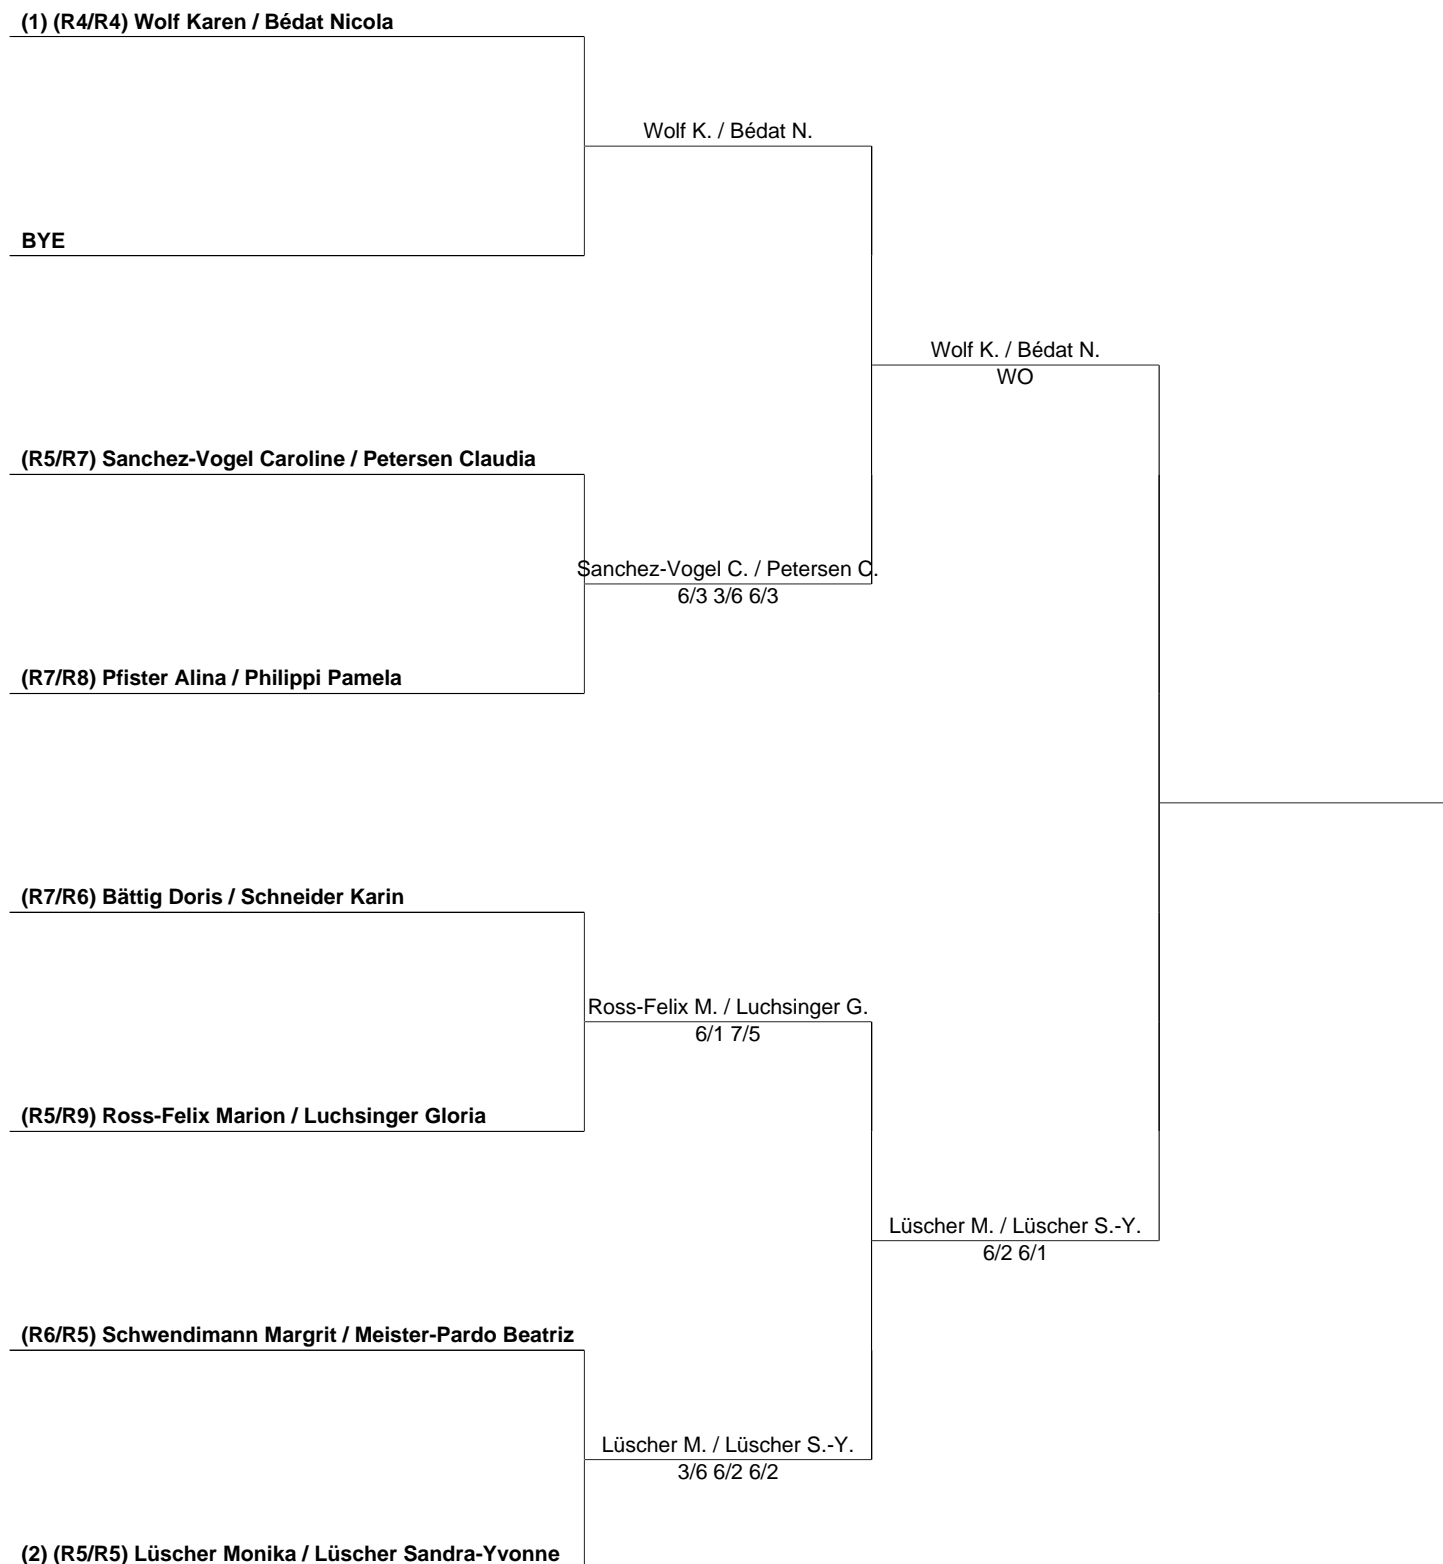 (1) (R4/R4) Wolf Karen / Bédat Nicola
Wolf K. / Bédat N.
BYE
Wolf K. / Bédat N.
WO
(R5/R7) Sanchez-Vogel Caroline / Petersen Claudia
Sanchez-Vogel C. / Petersen C.
6/3 3/6 6/3
(R7/R8) Pfister Alina / Philippi Pamela
(R7/R6) Bättig Doris / Schneider Karin
Ross-Felix M. / Luchsinger G.
6/1 7/5
(R5/R9) Ross-Felix Marion / Luchsinger Gloria
Lüscher M. / Lüscher S.-Y.
6/2 6/1
(R6/R5) Schwendimann Margrit / Meister-Pardo Beatriz
Lüscher M. / Lüscher S.-Y.
3/6 6/2 6/2
(2) (R5/R5) Lüscher Monika / Lüscher Sandra-Yvonne